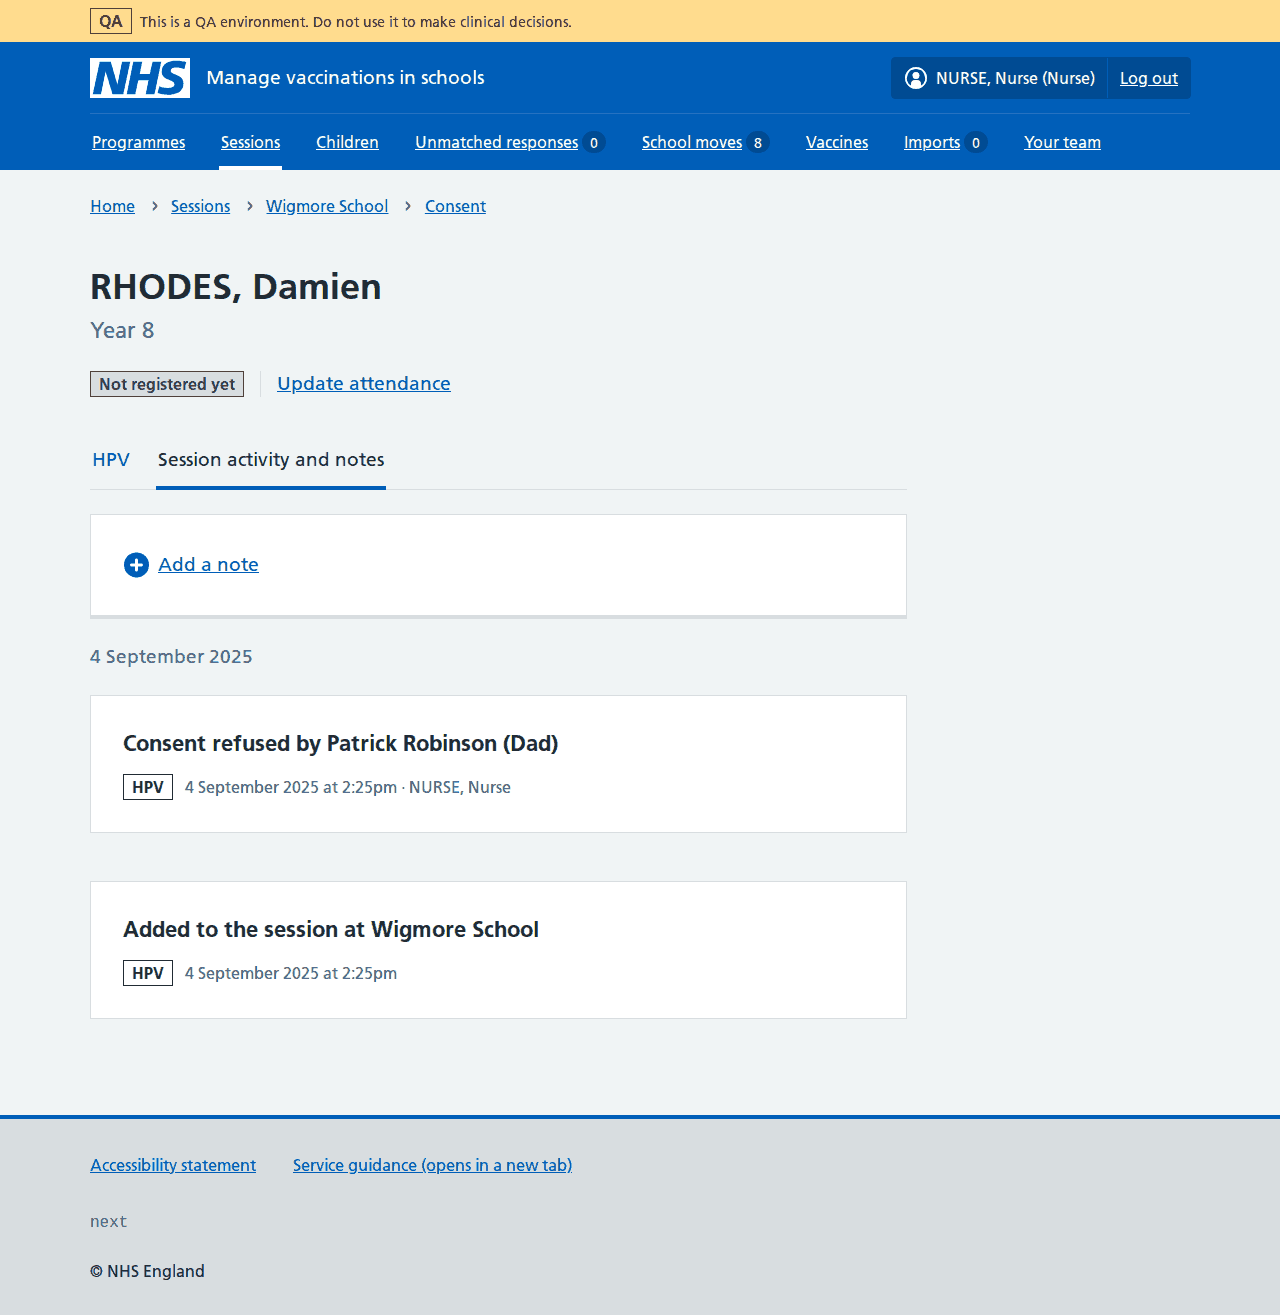 QA This is a QA environment. Do not use it to make clinical decisions.
NHS Manage vaccinations in schools NURSE, Nurse (Nurse) Log out
Programmes Sessions Children Unmatched responses 0 School moves 8 Vaccines Imports 0 Your team
Home › Sessions › Wigmore School › Consent
RHODES, Damien
Year 8
Not registered yet Update attendance
HPV Session activity and notes
Add a note
4 September 2025
Consent refused by Patrick Robinson (Dad)
HPV 4 September 2025 at 2:25pm · NURSE, Nurse
Added to the session at Wigmore School
HPV 4 September 2025 at 2:25pm
Accessibility statement Service guidance (opens in a new tab)
next
© NHS England